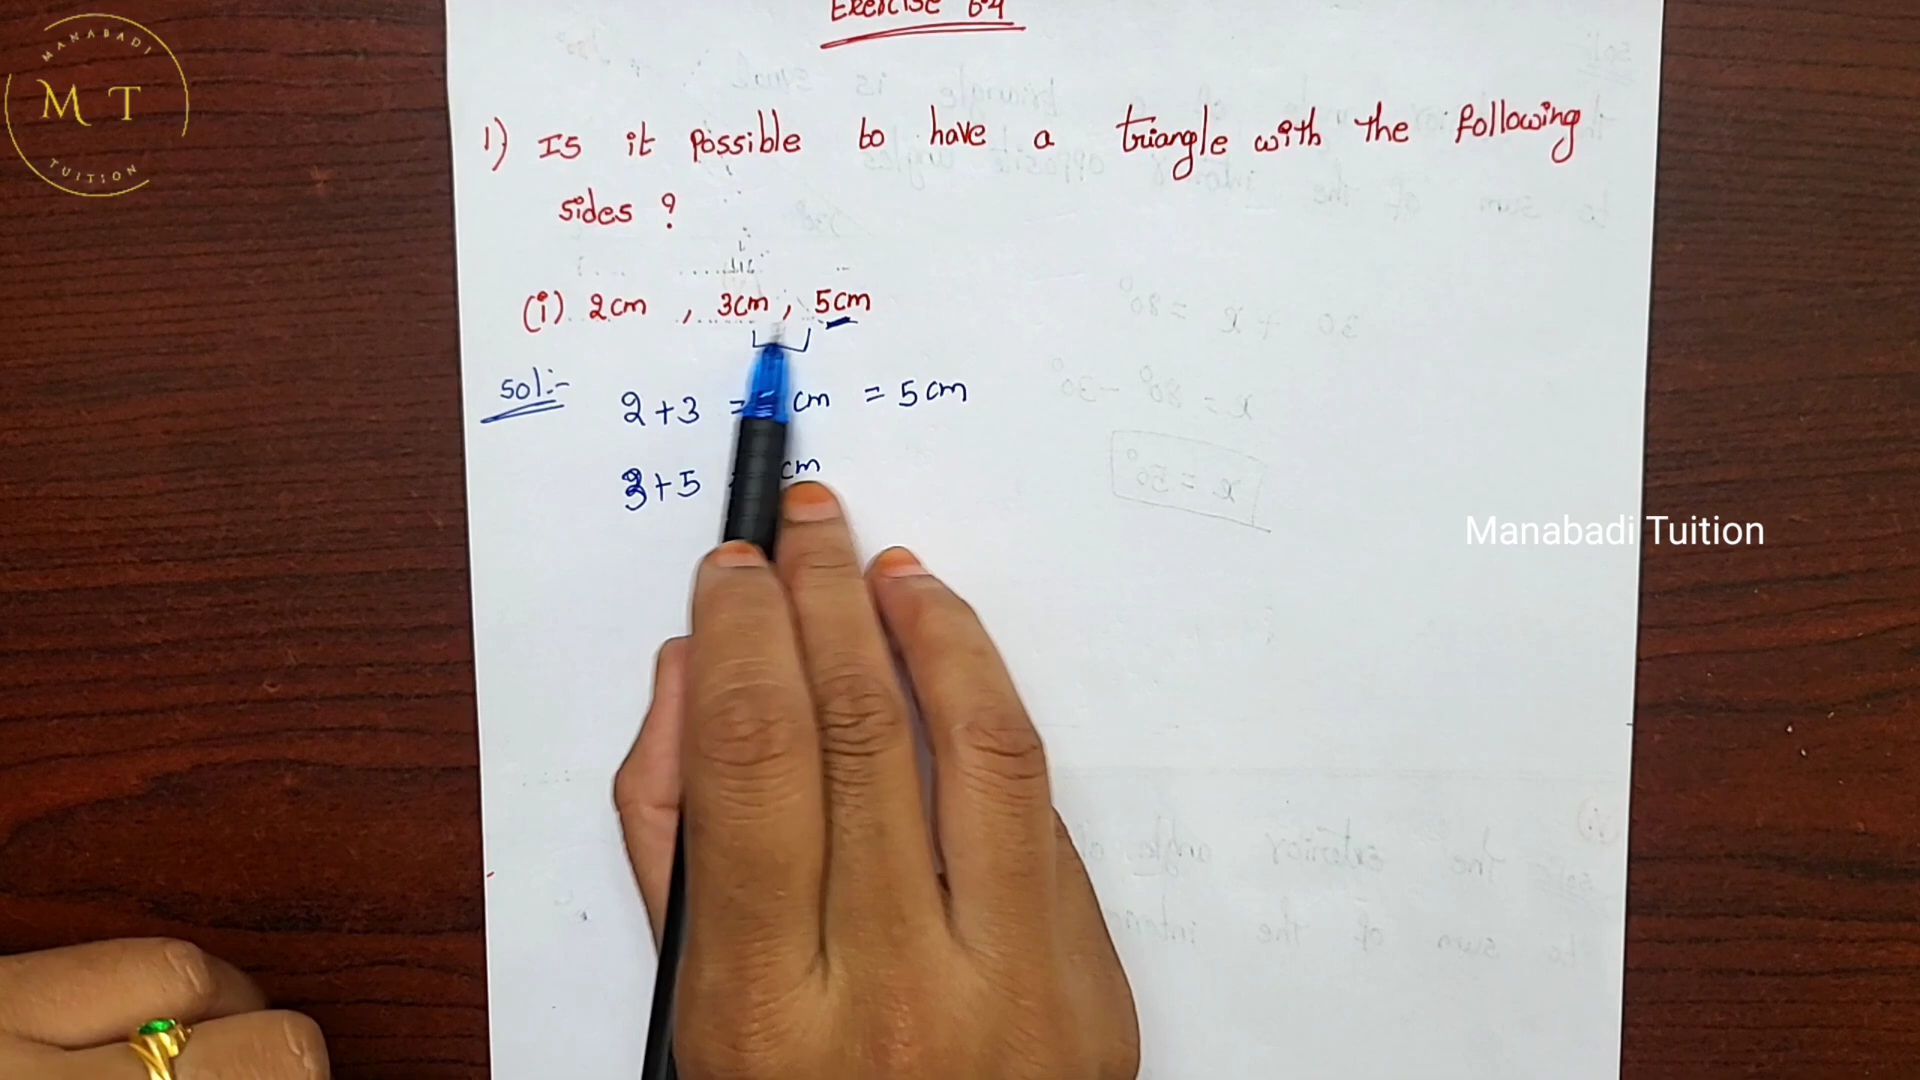 MANABADI
MT
TUITION
Exercise 6.4
1) Is it possible to have a triangle with the following
sides ?
(i) 2cm , 3cm , 5cm
Sol:-
2+3 = cm = 5cm
3+5 = cm
Manabadi Tuition